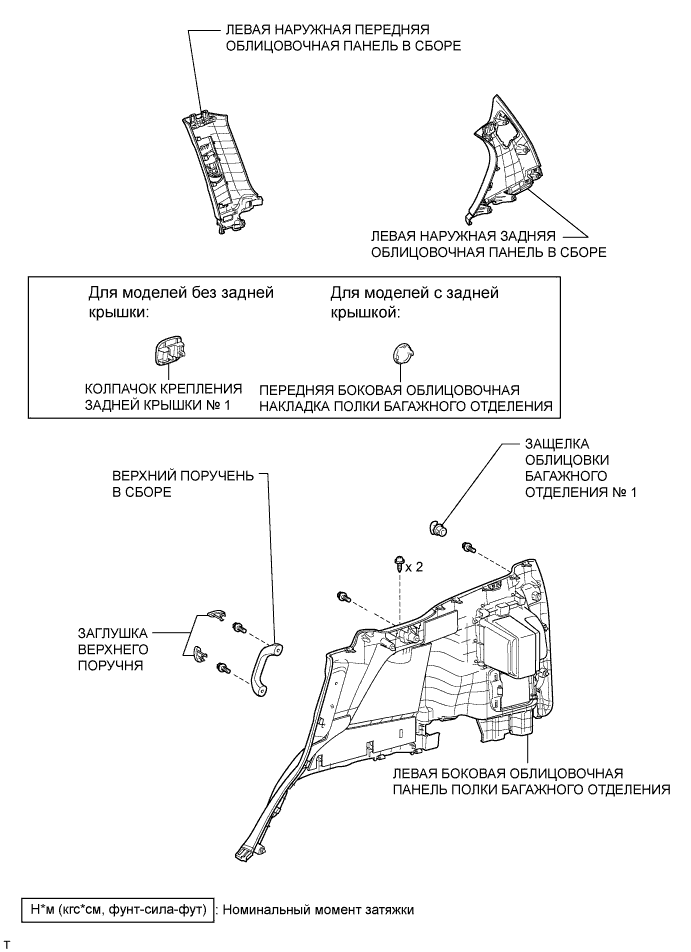 ЛЕВАЯ НАРУЖНАЯ ПЕРЕДНЯЯ
ОБЛИЦОВОЧНАЯ ПАНЕЛЬ В СБОРЕ
ЛЕВАЯ НАРУЖНАЯ ЗАДНЯЯ
ОБЛИЦОВОЧНАЯ ПАНЕЛЬ В СБОРЕ
Для моделей без задней
крышки:
Для моделей с задней
крышкой:
КОЛПАЧОК КРЕПЛЕНИЯ
ЗАДНЕЙ КРЫШКИ № 1
ПЕРЕДНЯЯ БОКОВАЯ ОБЛИЦОВОЧНАЯ
НАКЛАДКА ПОЛКИ БАГАЖНОГО ОТДЕЛЕНИЯ
ЗАЩЕЛКА
ОБЛИЦОВКИ
БАГАЖНОГО
ОТДЕЛЕНИЯ № 1
ВЕРХНИЙ ПОРУЧЕНЬ
В СБОРЕ
x 2
ЗАГЛУШКА
ВЕРХНЕГО
ПОРУЧНЯ
ЛЕВАЯ БОКОВАЯ ОБЛИЦОВОЧНАЯ
ПАНЕЛЬ ПОЛКИ БАГАЖНОГО ОТДЕЛЕНИЯ
Н*м (кгс*см, фунт-сила-фут) : Номинальный момент затяжки
T